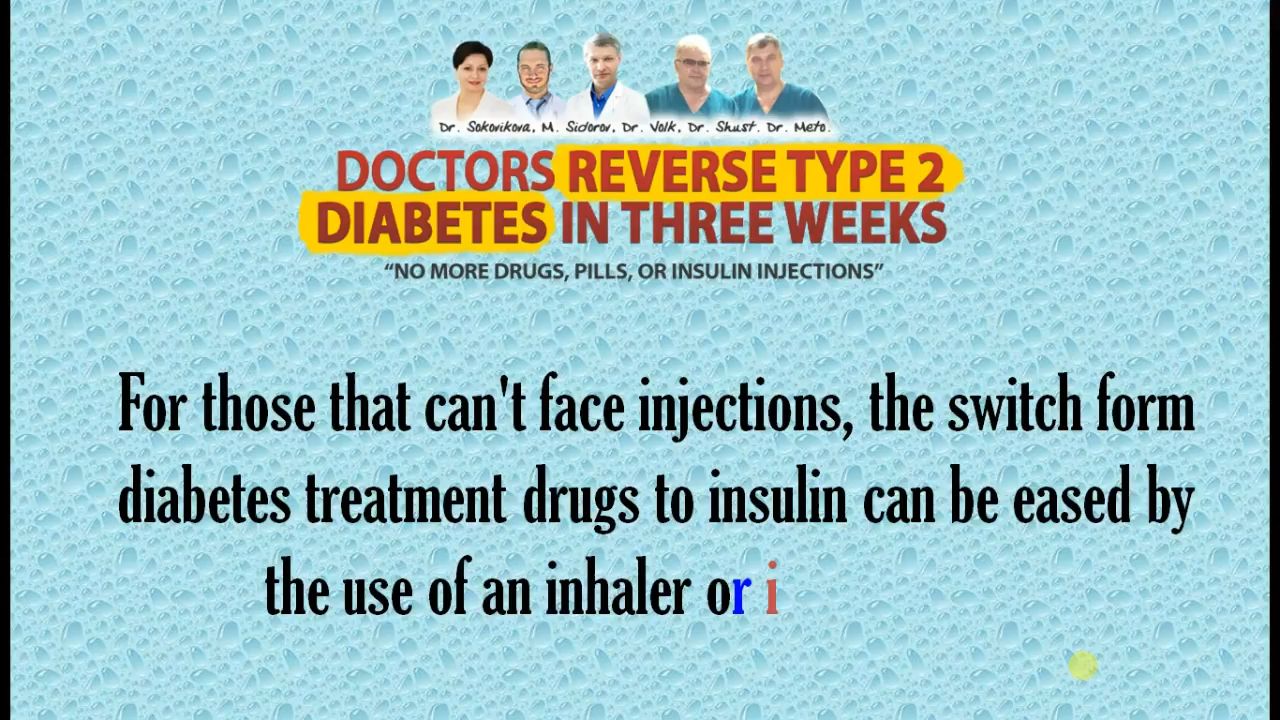 Dr. Sokovikova, M. Sidorov, Dr. Volk, Dr. Shust. Dr. Meto.
DOCTORS REVERSE TYPE 2
DIABETES IN THREE WEEKS
“NO MORE DRUGS, PILLS, OR INSULIN INJECTIONS”
For those that can't face injections, the switch form
diabetes treatment drugs to insulin can be eased by
the use of an inhaler or i